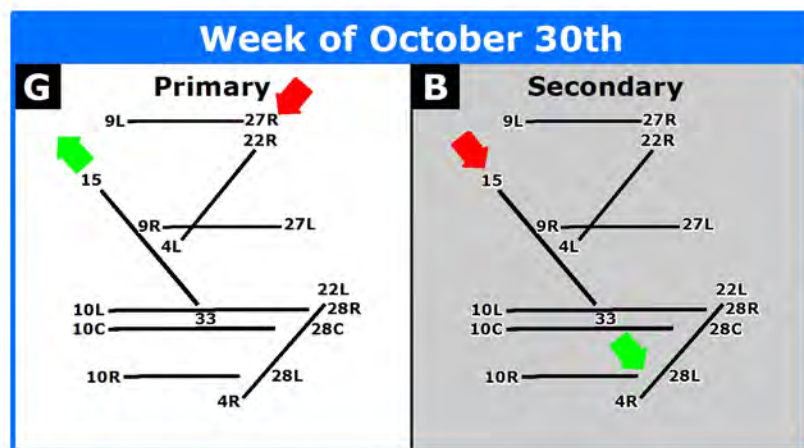 Week of October 30th
G Primary
9L 27R
22R
15
9R 27L
4L
22L
10L 28R
33
10C 28C
10R 28L
4R
B Secondary
9L 27R
22R
15
9R 27L
4L
22L
10L 28R
33
10C 28C
10R 28L
4R